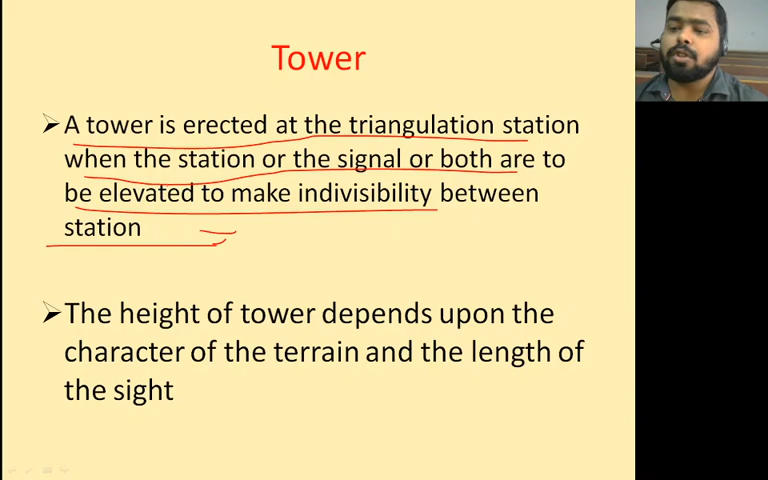 Tower
➢A tower is erected at the triangulation station
when the station or the signal or both are to
be elevated to make indivisibility between
station
➢The height of tower depends upon the
character of the terrain and the length of
the sight